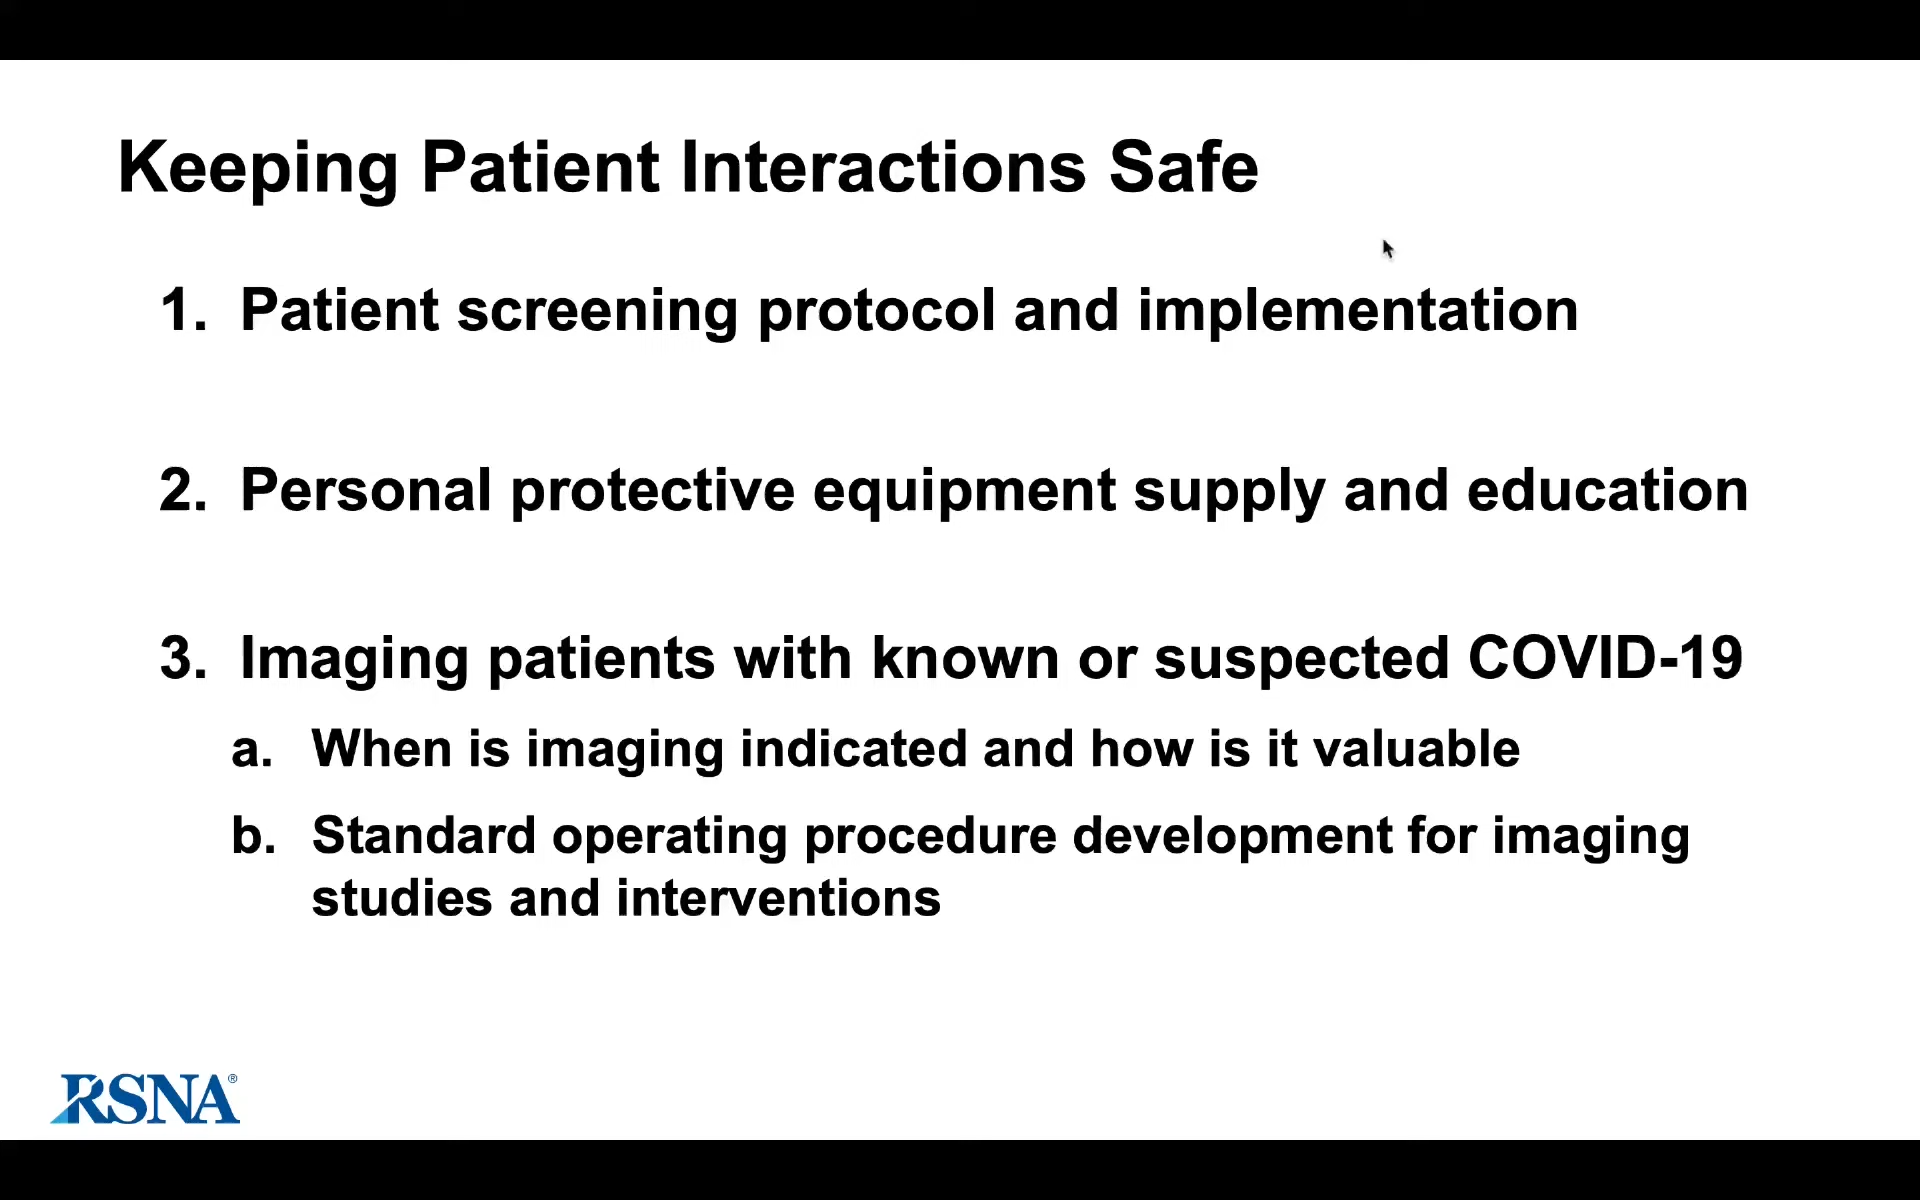 Keeping Patient Interactions Safe
1. Patient screening protocol and implementation
2. Personal protective equipment supply and education
3. Imaging patients with known or suspected COVID-19
a. When is imaging indicated and how is it valuable
b. Standard operating procedure development for imaging
studies and interventions
RSNA®